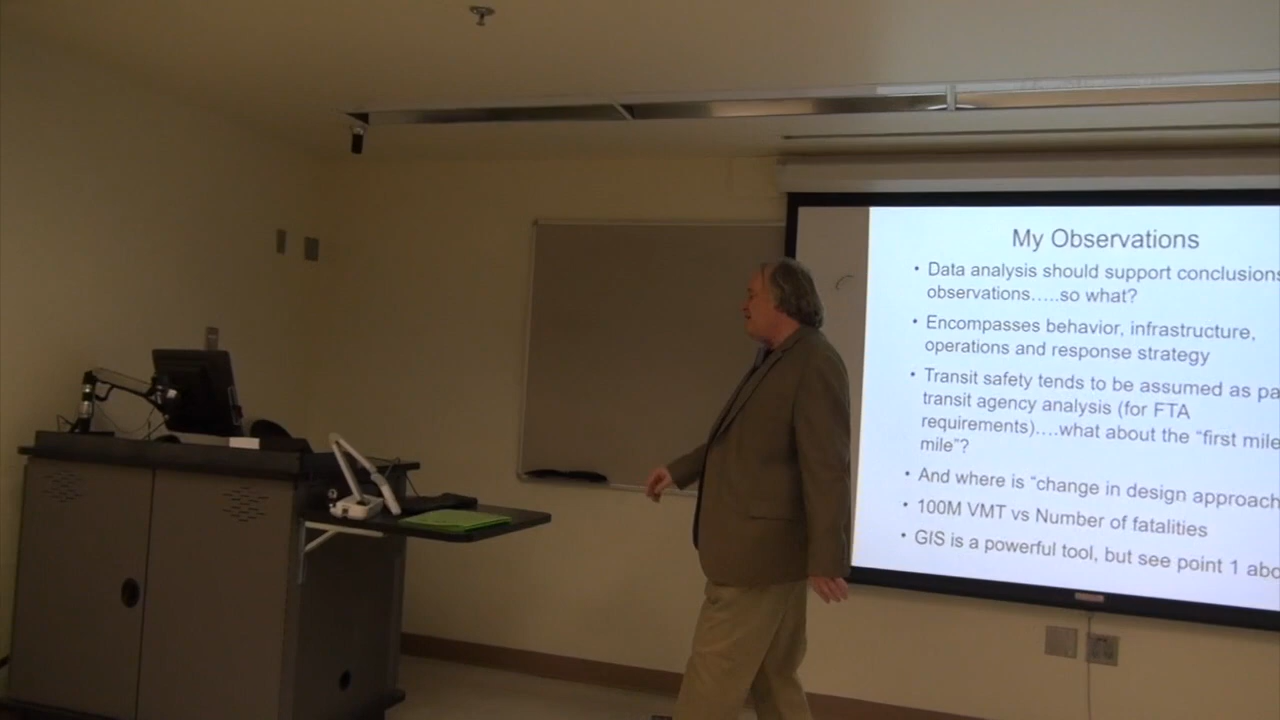 My Observations
• Data analysis should support conclusions
observations.....so what?
• Encompasses behavior, infrastructure,
operations and response strategy
• Transit safety tends to be assumed as pa
transit agency analysis (for FTA
requirements)....what about the "first mile
mile"?
• And where is "change in design approach
• 100M VMT vs Number of fatalities
• GIS is a powerful tool, but see point 1 abo